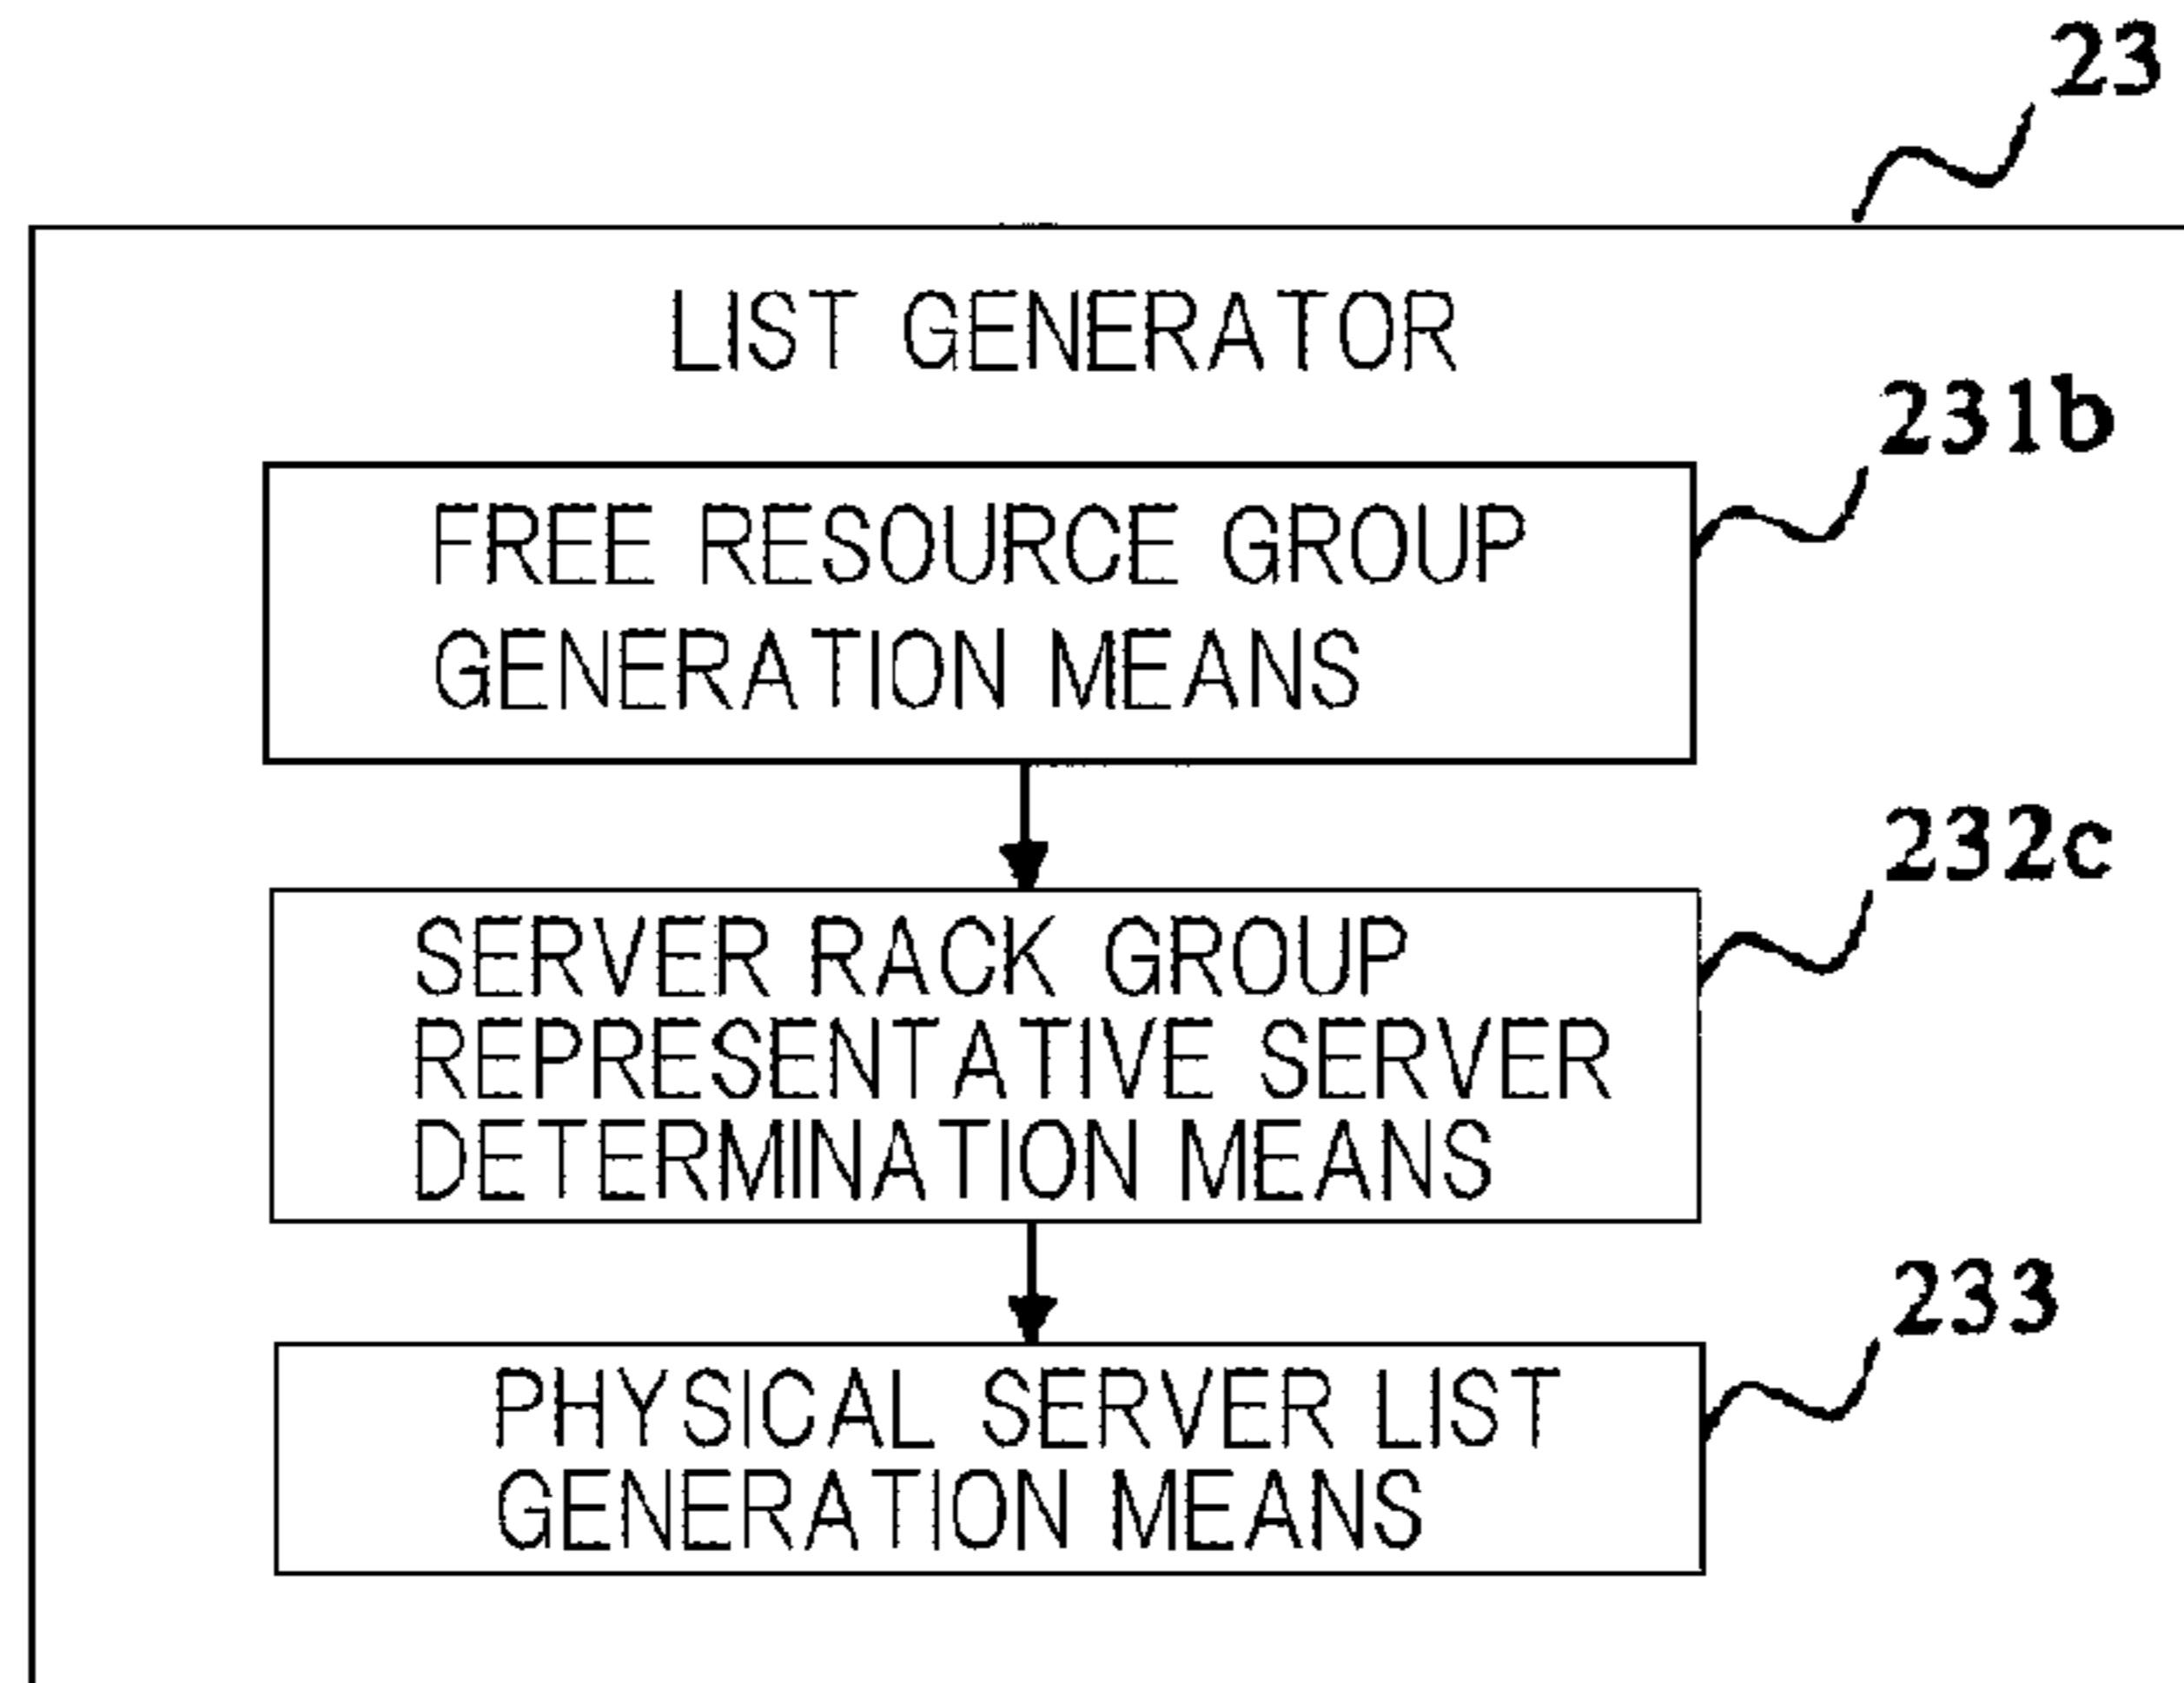 23
LIST GENERATOR
231b
FREE RESOURCE GROUP
GENERATION MEANS
232c
SERVER RACK GROUP
REPRESENTATIVE SERVER
DETERMINATION MEANS
233
PHYSICAL SERVER LIST
GENERATION MEANS